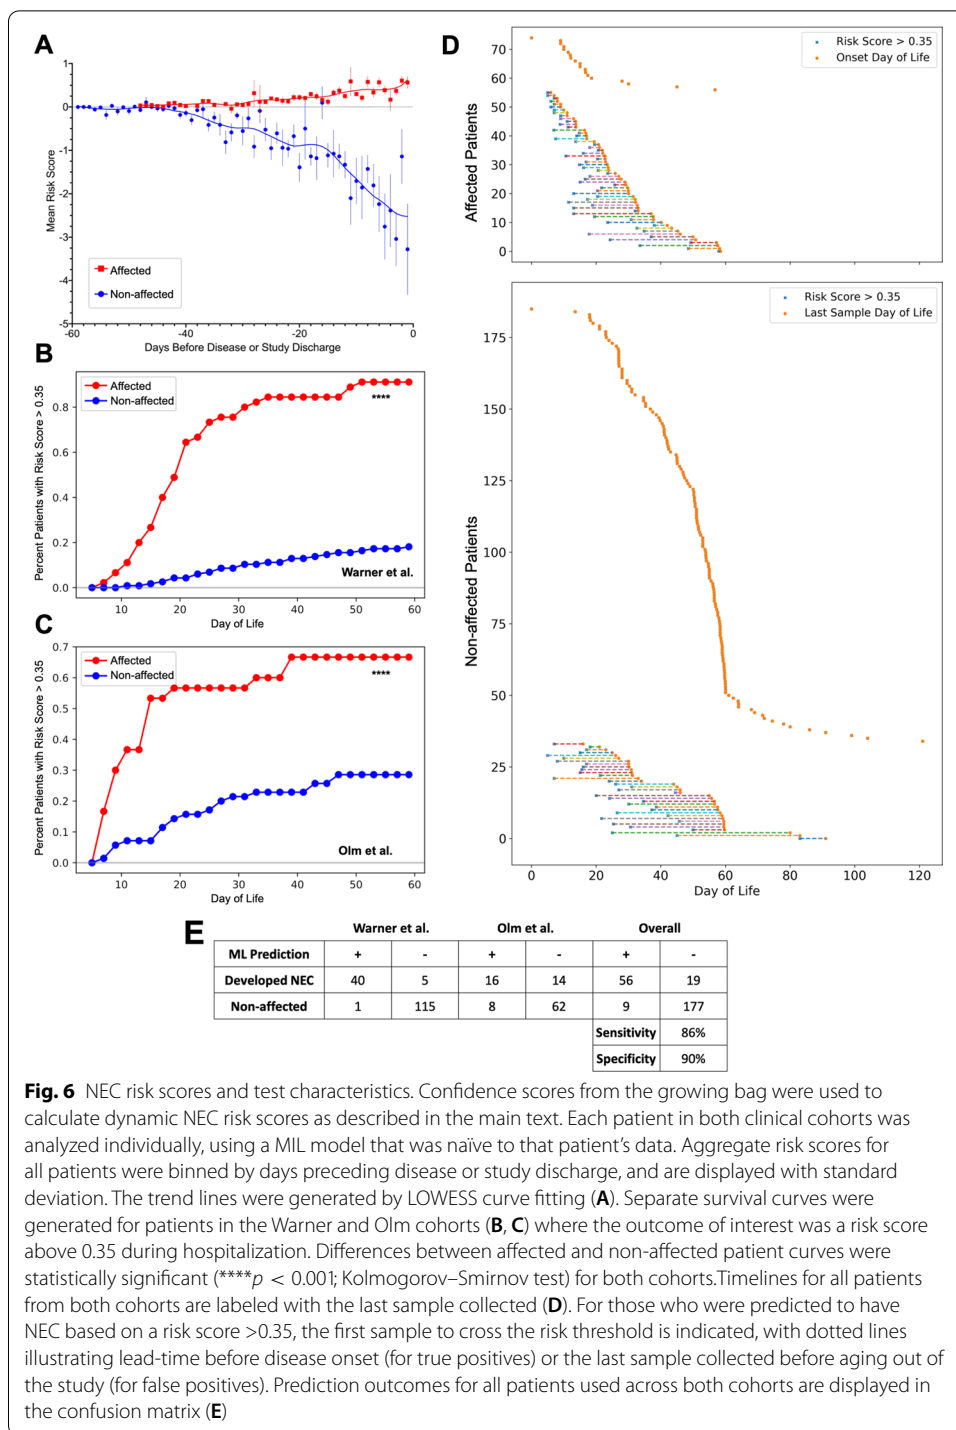 A
1
0
-1
-2
-3
-4
-5
Mean Risk Score
Affected
Non-affected
-60
-40
-20
0
Days Before Disease or Study Discharge
B
Percent Patients with Risk Score > 0.35
0.8
0.6
0.4
0.2
0.0
Affected
Non-affected
****
Warner et al.
10
20
30
40
50
60
Day of Life
C
Percent Patients with Risk Score > 0.35
0.7
0.6
0.5
0.4
0.3
0.2
0.1
0.0
Affected
Non-affected
****
Olm et al.
10
20
30
40
50
60
Day of Life
D
Affected Patients
70
60
50
40
30
20
10
0
Risk Score > 0.35
Onset Day of Life
Non-affected Patients
175
150
125
100
75
50
25
0
Risk Score > 0.35
Last Sample Day of Life
0
20
40
60
80
100
120
Day of Life
E
Warner et al. Olm et al. Overall
ML Prediction + - + - + -
Developed NEC 40 5 16 14 56 19
Non-affected 1 115 8 62 9 177
Sensitivity 86%
Specificity 90%
Fig. 6 NEC risk scores and test characteristics. Confidence scores from the growing bag were used to
calculate dynamic NEC risk scores as described in the main text. Each patient in both clinical cohorts was
analyzed individually, using a MIL model that was naïve to that patient's data. Aggregate risk scores for
all patients were binned by days preceding disease or study discharge, and are displayed with standard
deviation. The trend lines were generated by LOWESS curve fitting (A). Separate survival curves were
generated for patients in the Warner and Olm cohorts (B, C) where the outcome of interest was a risk score
above 0.35 during hospitalization. Differences between affected and non-affected patient curves were
statistically significant (****p < 0.001; Kolmogorov–Smirnov test) for both cohorts.Timelines for all patients
from both cohorts are labeled with the last sample collected (D). For those who were predicted to have
NEC based on a risk score >0.35, the first sample to cross the risk threshold is indicated, with dotted lines
illustrating lead-time before disease onset (for true positives) or the last sample collected before aging out of
the study (for false positives). Prediction outcomes for all patients used across both cohorts are displayed in
the confusion matrix (E)